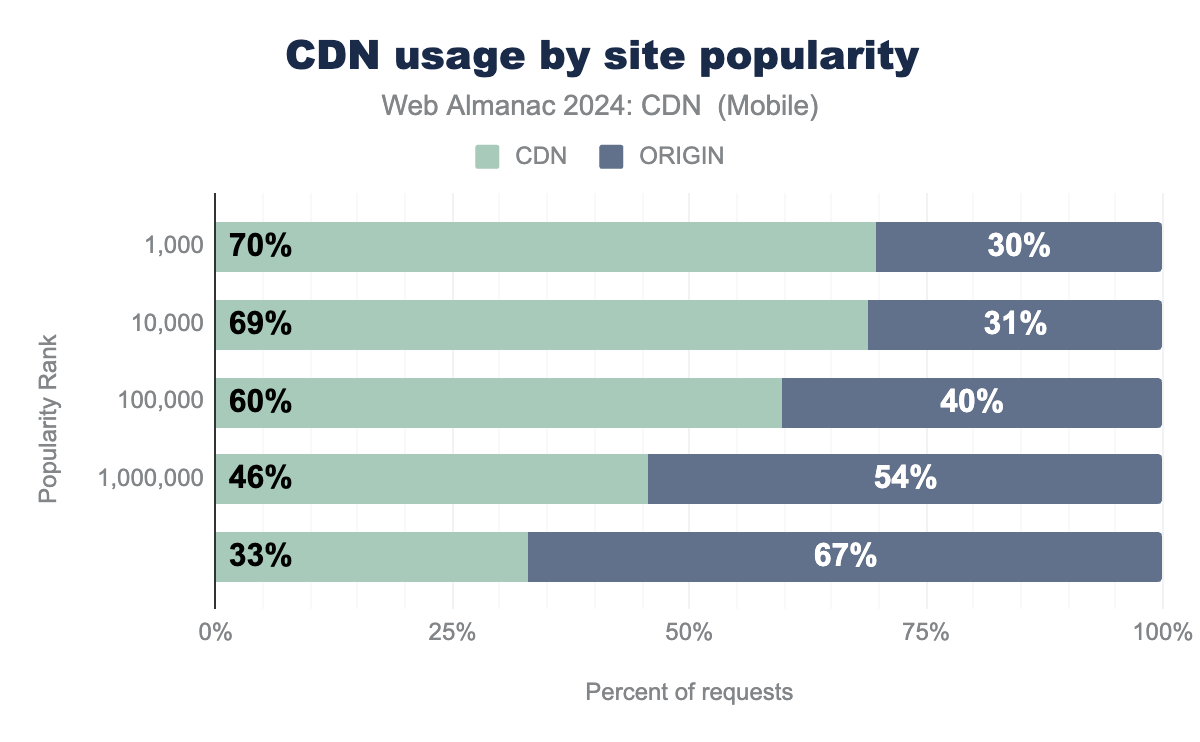 CDN usage by site popularity
Web Almanac 2024: CDN (Mobile)
CDN ORIGIN
1,000 70% 30%
10,000 69% 31%
100,000 60% 40%
1,000,000 46% 54%
33% 67%
Popularity Rank
0% 25% 50% 75% 100%
Percent of requests